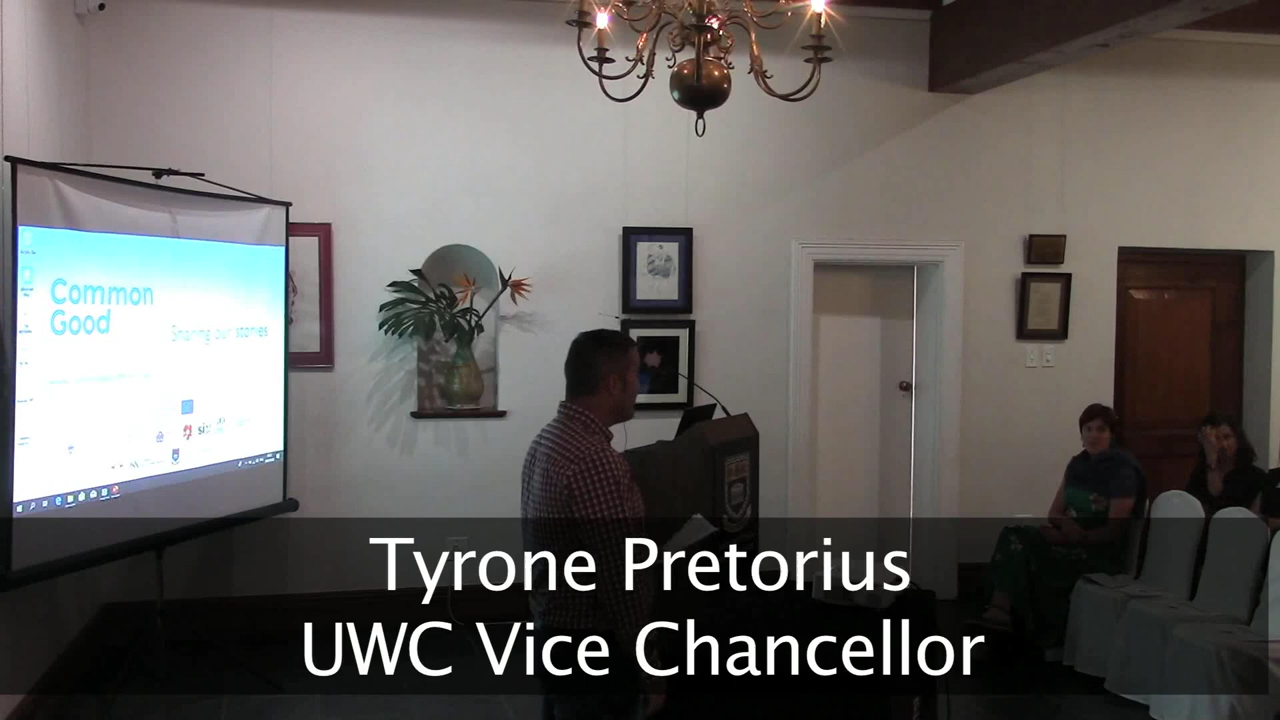 Common
Good
Sharing our stories
Tyrone Pretorius
UWC Vice Chancellor